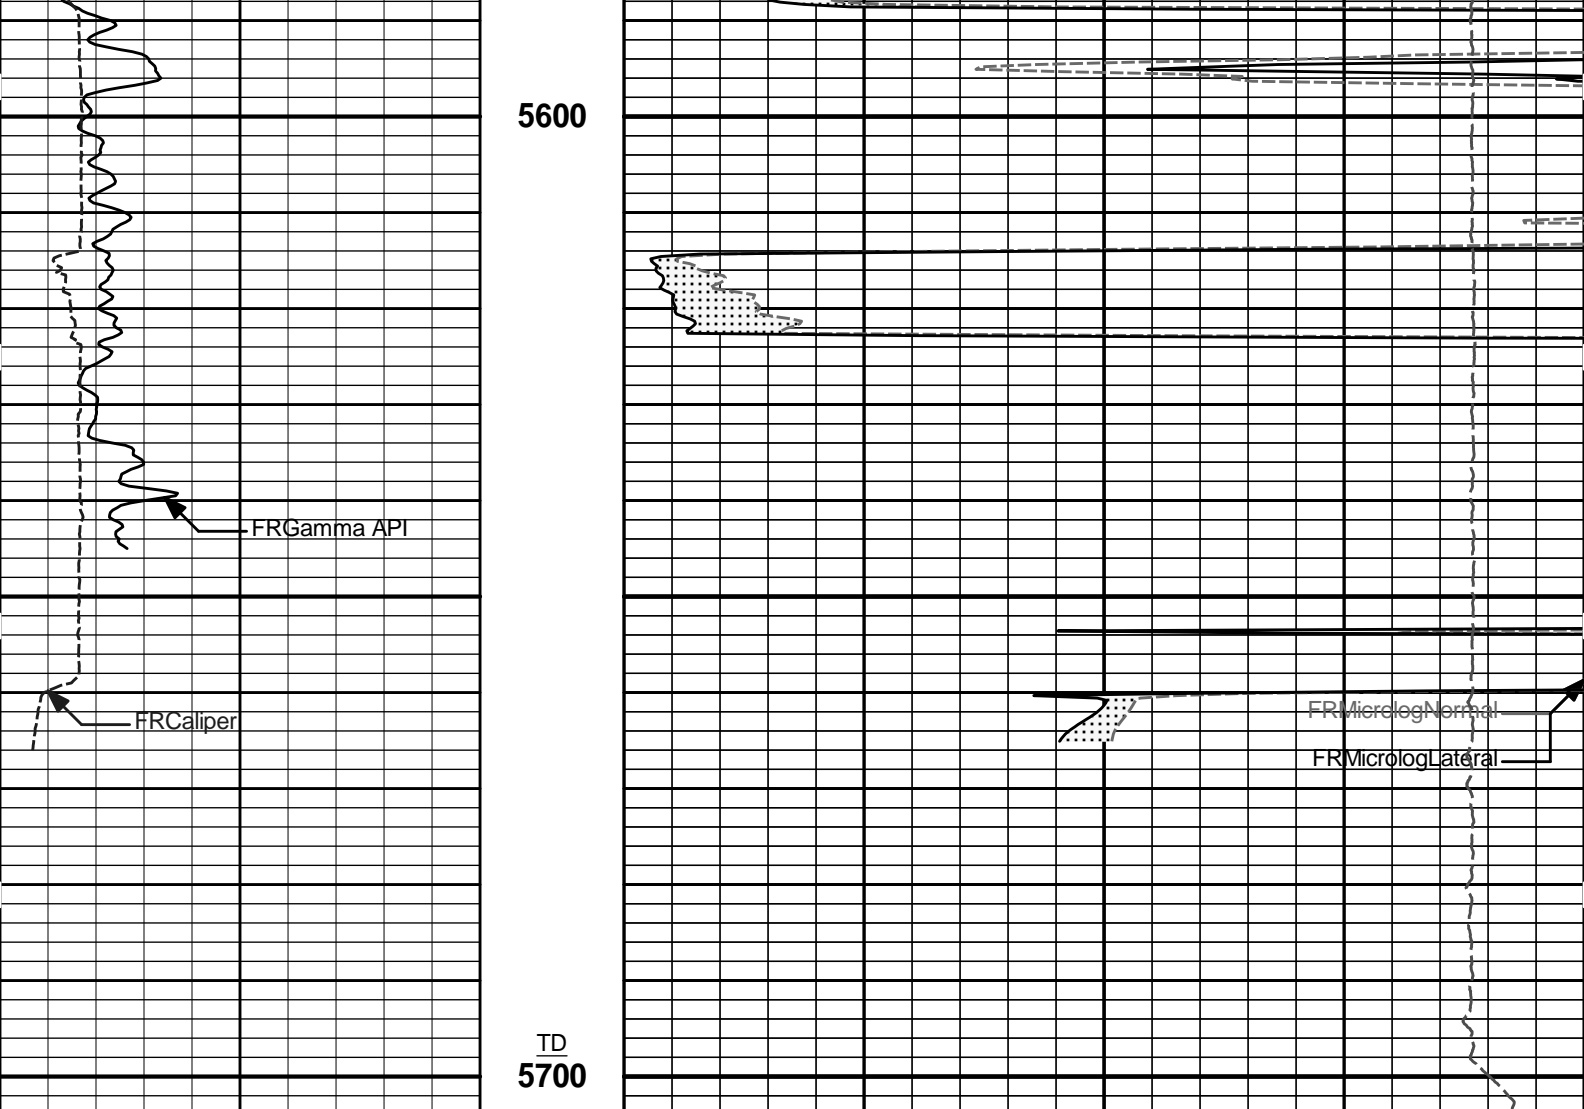 5600
FRGamma API
FRCaliper
FRMicrologNormal
FRMicrologLateral
TD
5700